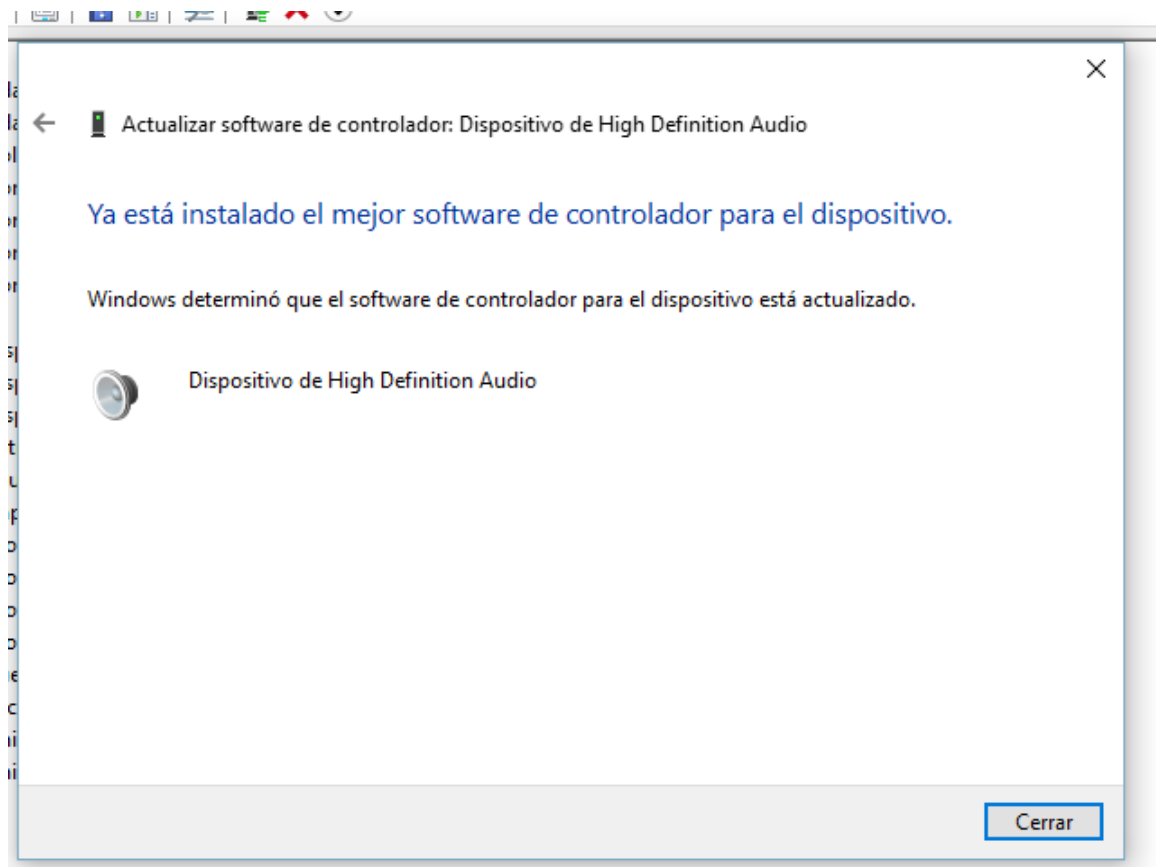 Actualizar software de controlador: Dispositivo de High Definition Audio
Ya está instalado el mejor software de controlador para el dispositivo.
Windows determinó que el software de controlador para el dispositivo está actualizado.
Dispositivo de High Definition Audio
Cerrar